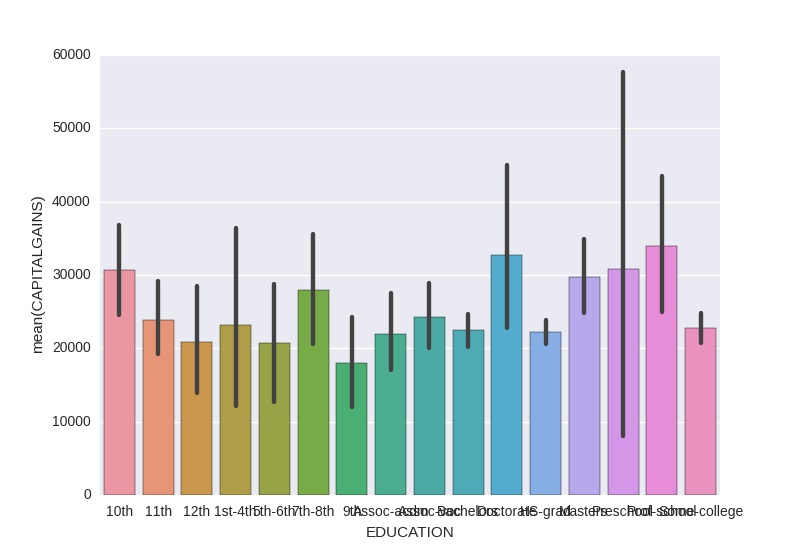 60000
50000
40000
30000
20000
10000
0
mean(CAPITALGAINS)
10th 11th 12th 1st-4th 5th-6th 7th-8th 9th Assoc-acdm Assoc-voc Bachelors Doctorate HS-grad Masters Preschool Prof-school Some-college
EDUCATION